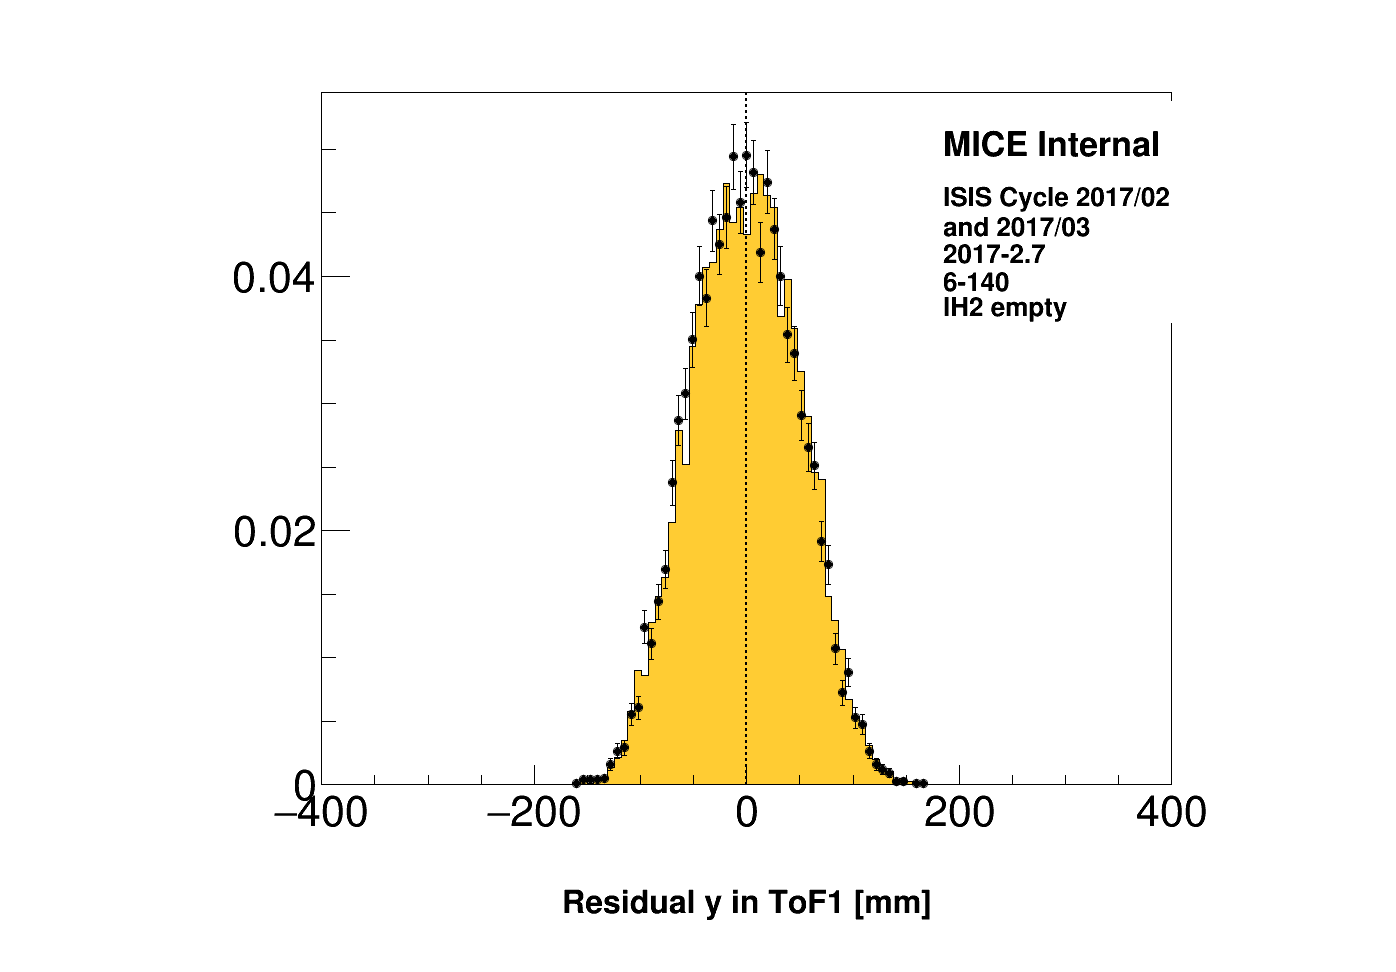 MICE Internal
ISIS Cycle 2017/02
and 2017/03
2017-2.7
6-140
lH2 empty
0.04
0.02
0
−400 −200 0 200 400
Residual y in ToF1 [mm]